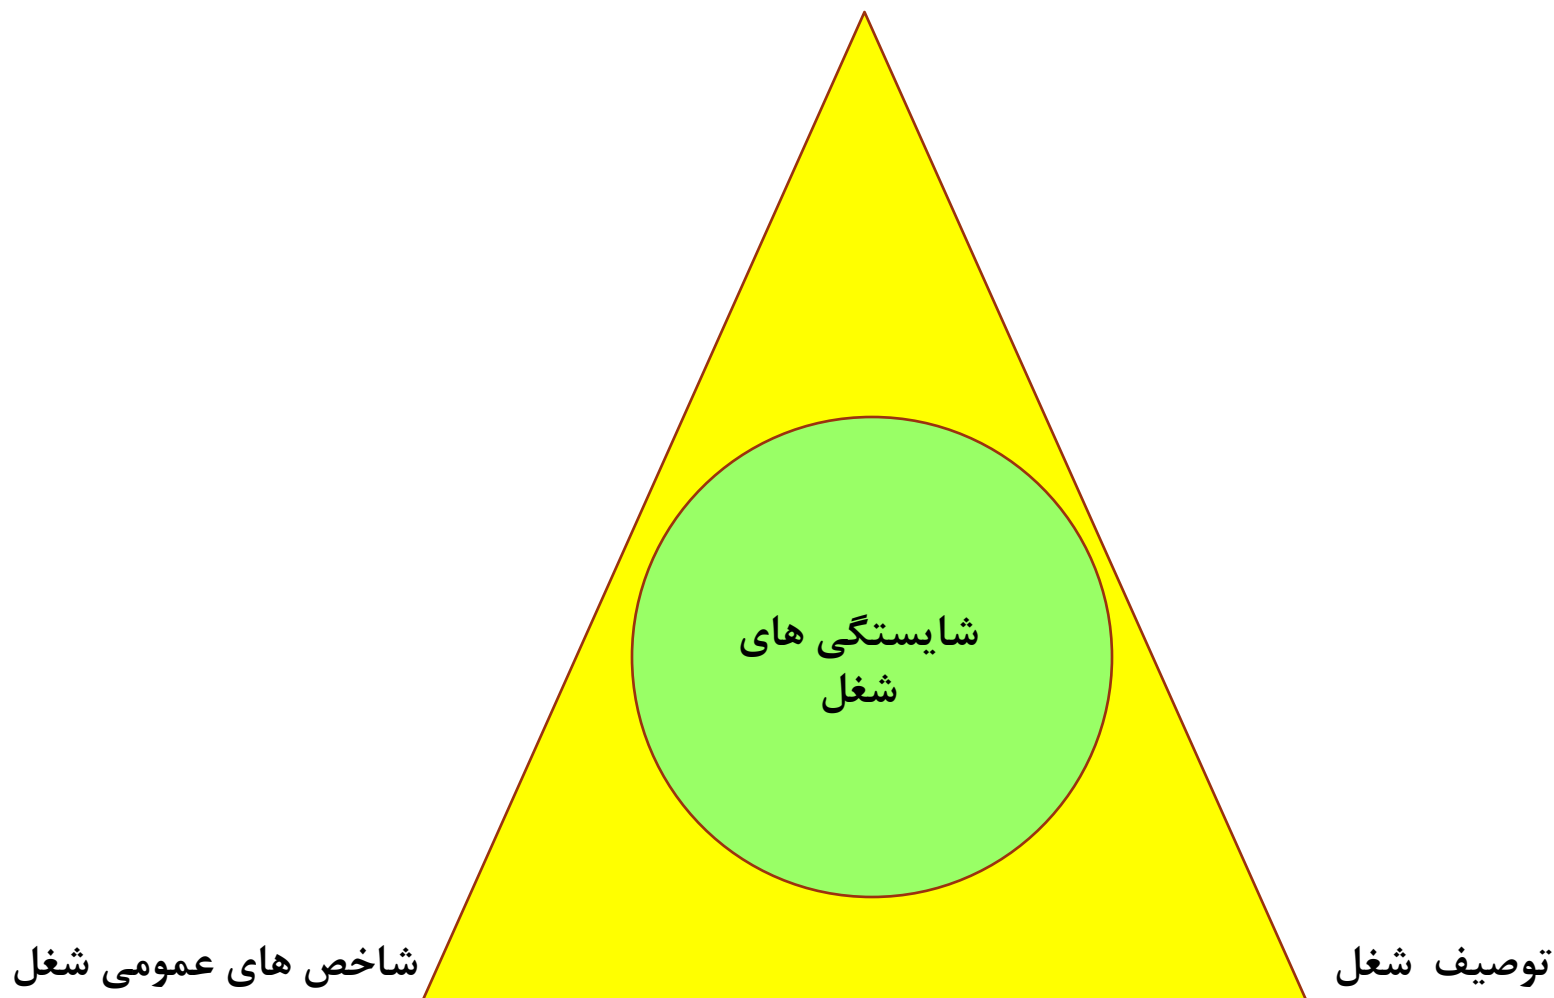 شایستگی های
شغل
توصیف شغل
شاخص های عمومی شغل